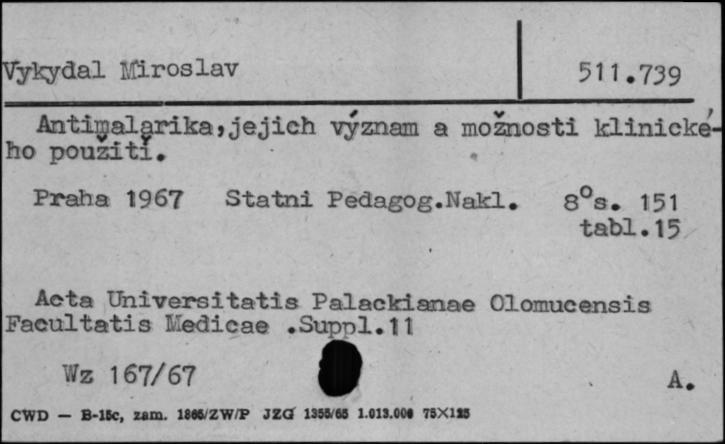 Vykydal Miroslav
511.739
Antimalarika,jejich význam a možnosti klinické-
ho použití.
Praha 1967 Statni Pedagog.Nakl. 8°s. 151
tabl.15
Acta Universitatis Palackianae Olomucensis
Facultatis Medicae .Suppl.11
Wz 167/67
A.
CWD — B-15c, zam. 1865/ZW/P JZG 1355/65 1.013.000 75X125